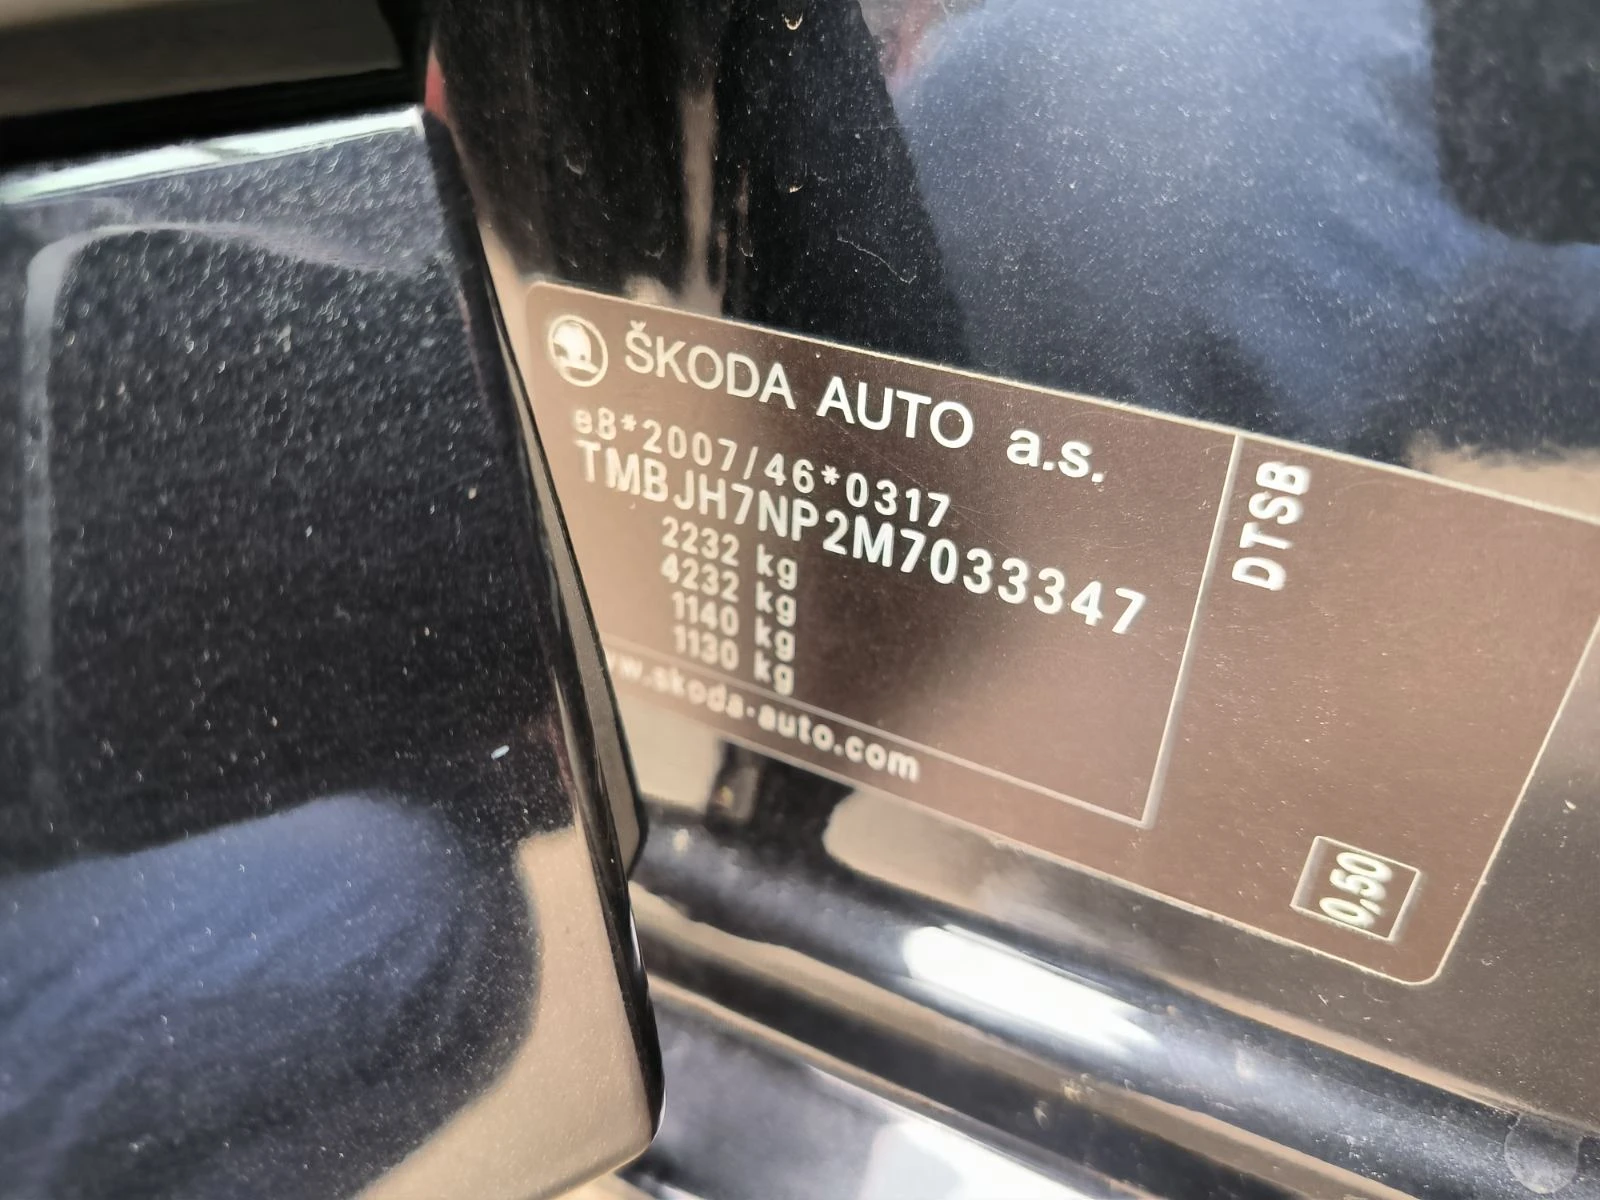 ŠKODA AUTO a.s.
e8*2007/46*0317
TMBJH7NP2M7033347
2232 kg
4232 kg
1140 kg
1130 kg
w.skoda-auto.com
DTSB
0,50